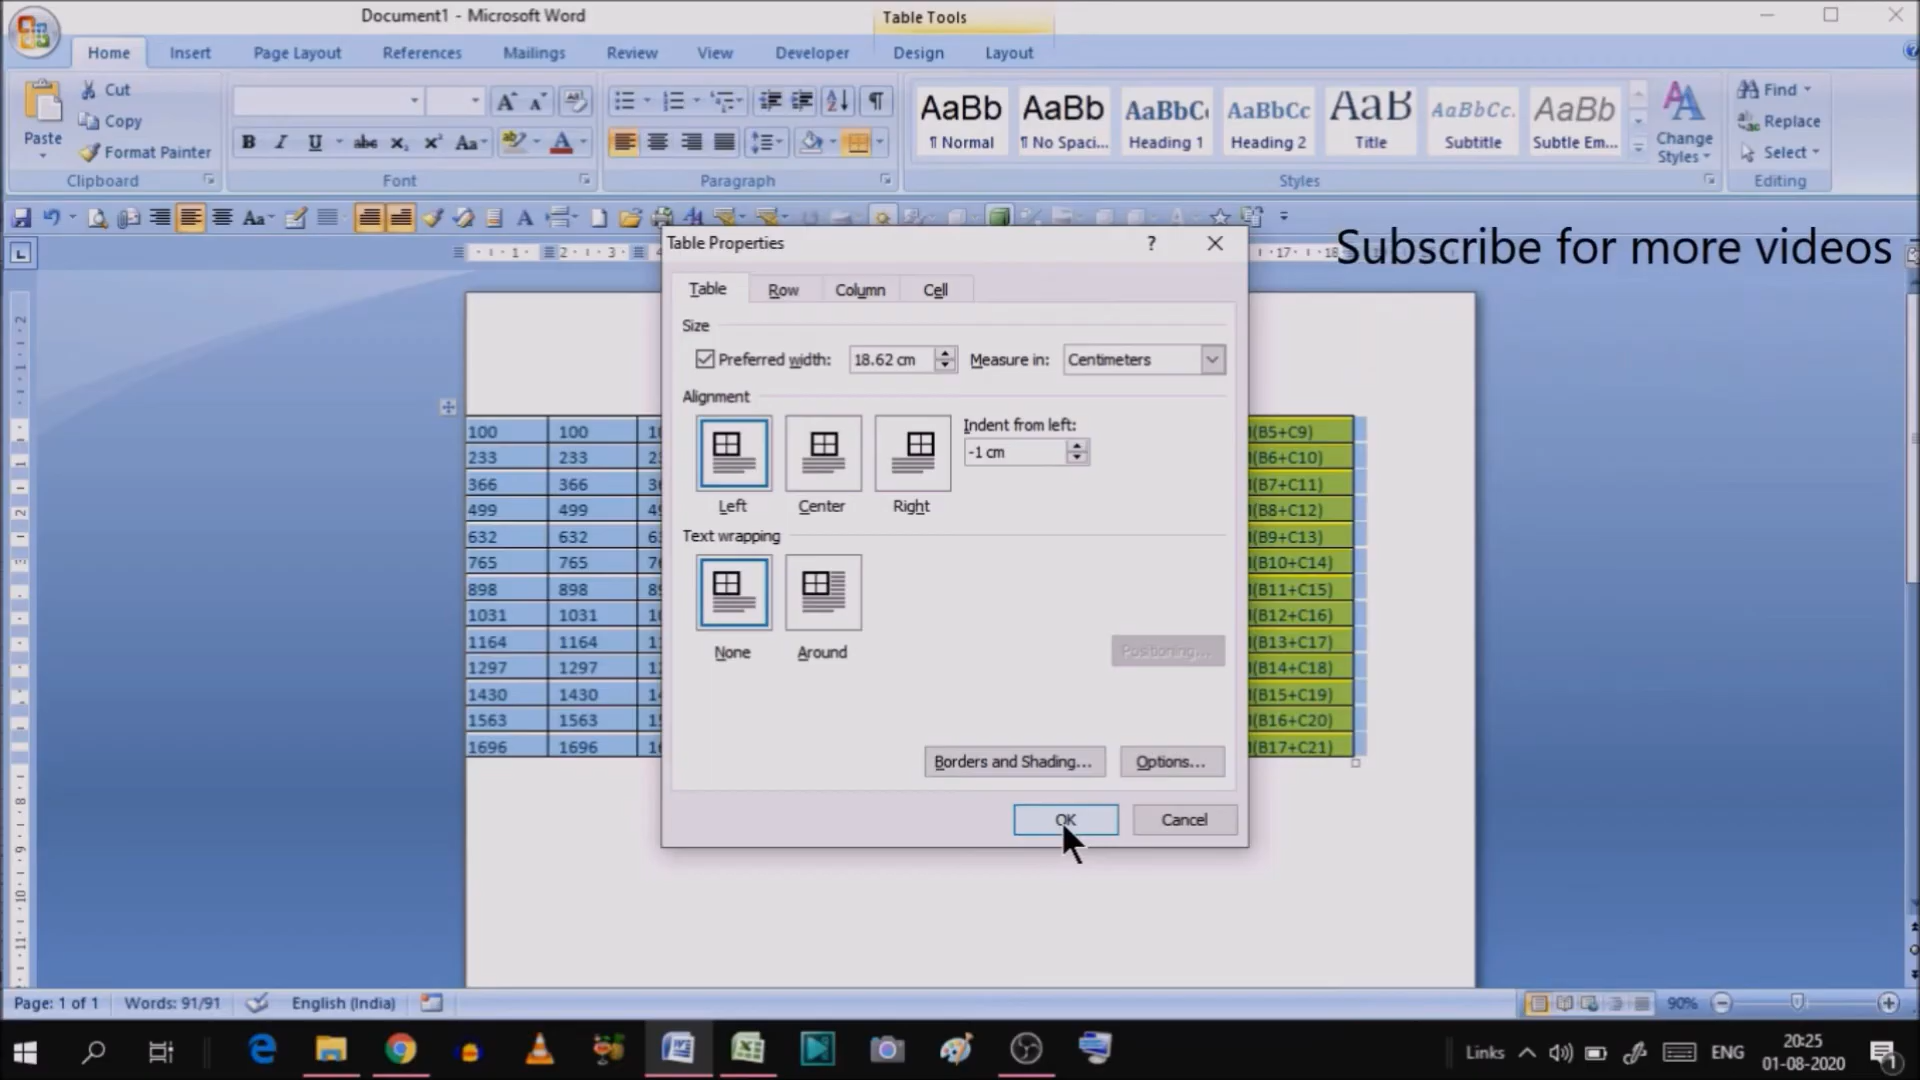 Document1 - Microsoft Word
Table Tools
Home Insert Page Layout References Mailings Review View Developer Design Layout
Cut
Copy
Format Painter
Paste
Clipboard
Font
Paragraph
AaBb AaBb AaBbC AaBbCc AaB AaBbCc. AaBb
¶ Normal ¶ No Spaci... Heading 1 Heading 2 Title Subtitle Subtle Em...
Change
Styles
Styles
Find
Replace
Select
Editing
Subscribe for more videos
Table Properties
Table Row Column Cell
Size
Preferred width: 18.62 cm Measure in: Centimeters
Alignment
Indent from left:
-1 cm
Left Center Right
Text wrapping
None Around
Positioning...
Borders and Shading... Options...
OK Cancel
100 100 (B5+C9)
233 233 (B6+C10)
366 366 (B7+C11)
499 499 (B8+C12)
632 632 (B9+C13)
765 765 (B10+C14)
898 898 (B11+C15)
1031 1031 (B12+C16)
1164 1164 (B13+C17)
1297 1297 (B14+C18)
1430 1430 (B15+C19)
1563 1563 (B16+C20)
1696 1696 (B17+C21)
Page: 1 of 1 Words: 91/91 English (India) 90%
Links ENG 20:25
01-08-2020